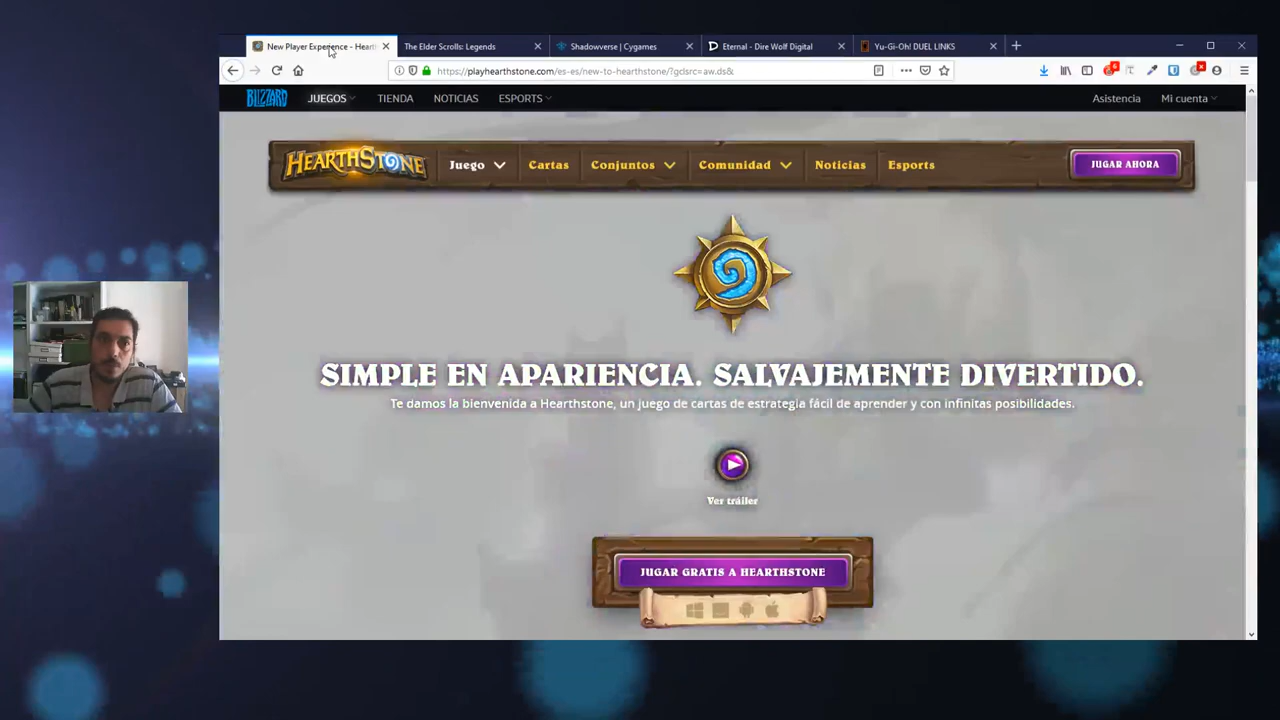 New Player Experience - Heart
The Elder Scrolls: Legends
Shadowverse | Cygames
Eternal - Dire Wolf Digital
Yu-Gi-Oh! DUEL LINKS
https://playhearthstone.com/es-es/new-to-hearthstone/?gclsrc=aw.ds&
6
BLIZZARD
JUEGOS
TIENDA
NOTICIAS
ESPORTS
Asistencia
Mi cuenta
HEARTHSTONE
Juego
Cartas
Conjuntos
Comunidad
Noticias
Esports
JUGAR AHORA
SIMPLE EN APARIENCIA. SALVAJEMENTE DIVERTIDO.
Te damos la bienvenida a Hearthstone, un juego de cartas de estrategia fácil de aprender y con infinitas posibilidades.
Ver tráiler
JUGAR GRATIS A HEARTHSTONE